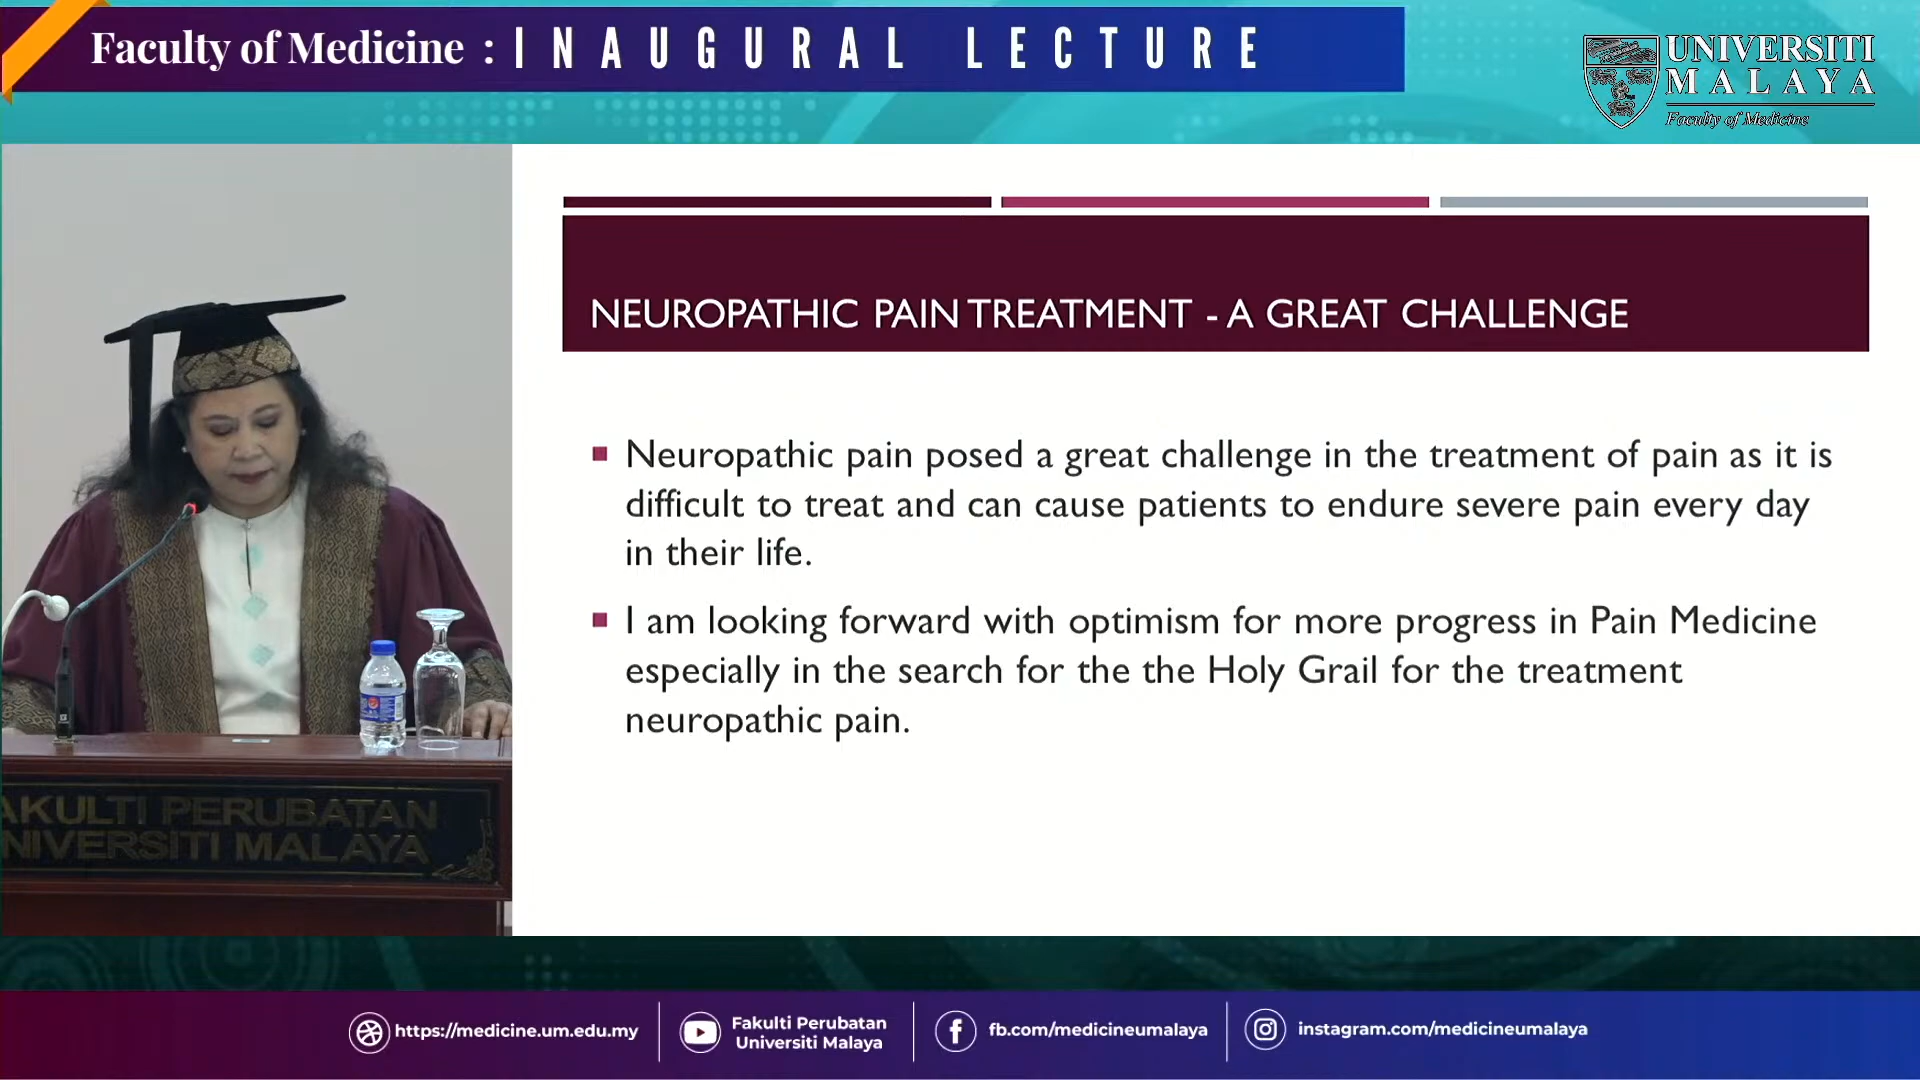 Faculty of Medicine : INAUGURAL LECTURE
UNIVERSITI
MALAYA
Faculty of Medicine
NEUROPATHIC PAIN TREATMENT - A GREAT CHALLENGE
Neuropathic pain posed a great challenge in the treatment of pain as it is
difficult to treat and can cause patients to endure severe pain every day
in their life.
I am looking forward with optimism for more progress in Pain Medicine
especially in the search for the the Holy Grail for the treatment
neuropathic pain.
AKULTI PERUBATAN
NIVERSITI MALAYA
https://medicine.um.edu.my
Fakulti Perubatan
Universiti Malaya
fb.com/medicineumalaya
instagram.com/medicineumalaya